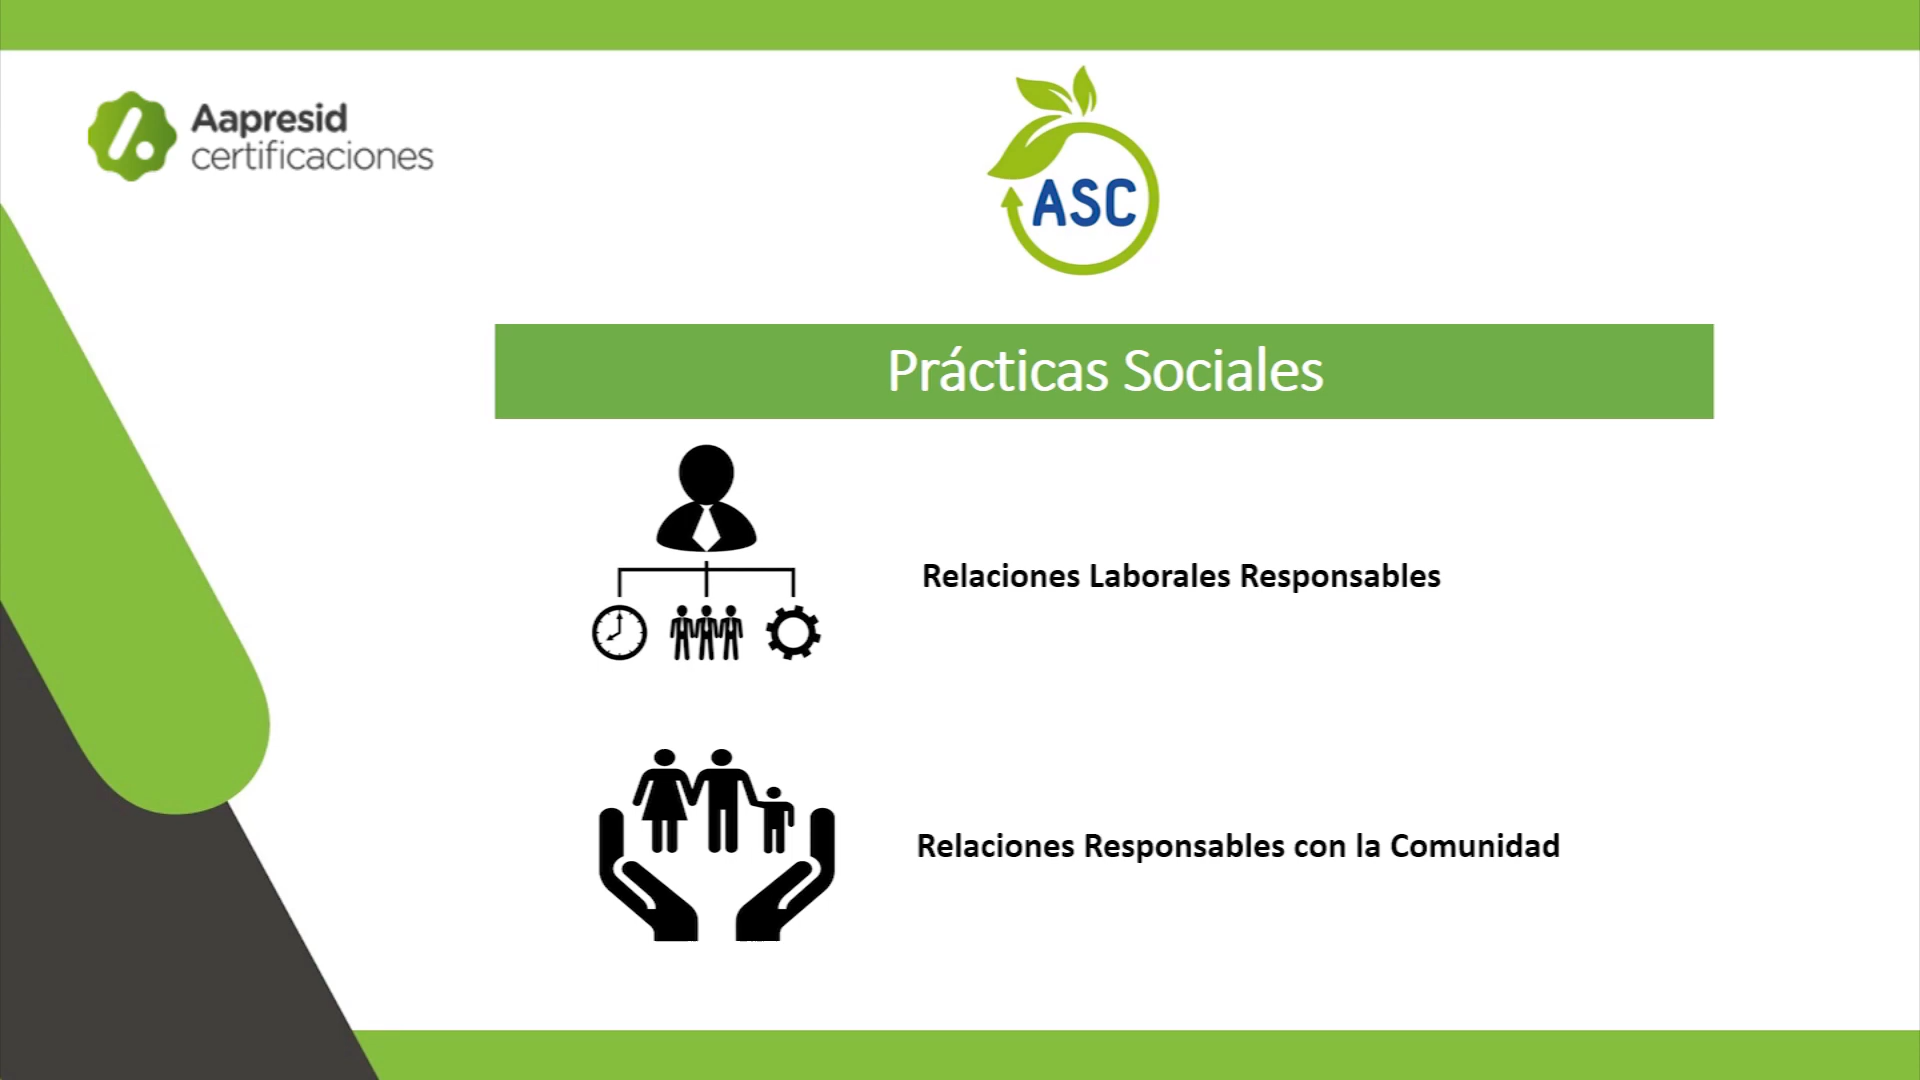 Aapresid
certificaciones
ASC
Prácticas Sociales
Relaciones Laborales Responsables
Relaciones Responsables con la Comunidad